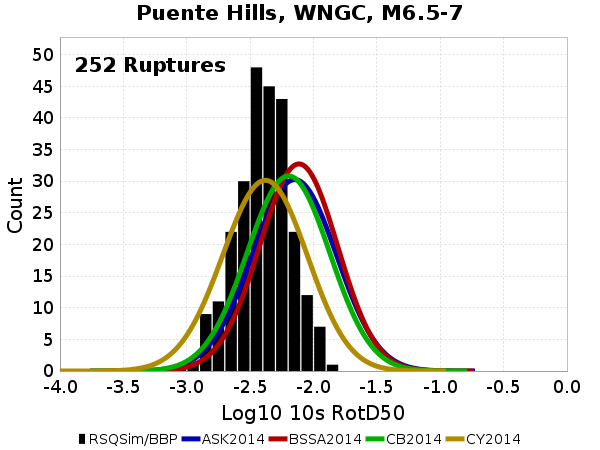 Puente Hills, WNGC, M6.5-7
252 Ruptures
50
45
40
35
30
25
20
15
10
5
0
Count
-4.0 -3.5 -3.0 -2.5 -2.0 -1.5 -1.0 -0.5 0.0
Log10 10s RotD50
RSQSim/BBP ASK2014 BSSA2014 CB2014 CY2014